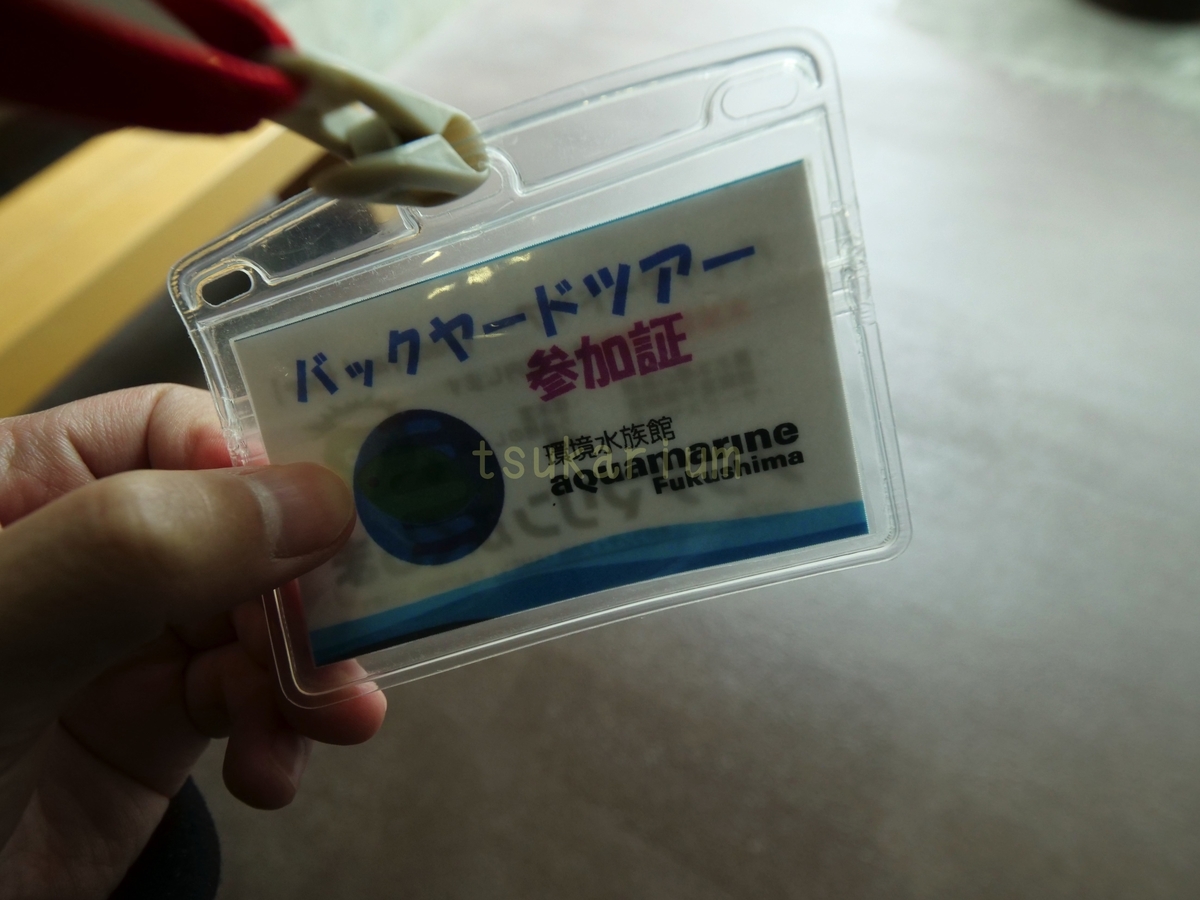 バックヤードツアー
参加証
環境水族館
aquamarine
Fukushima
tsukarium